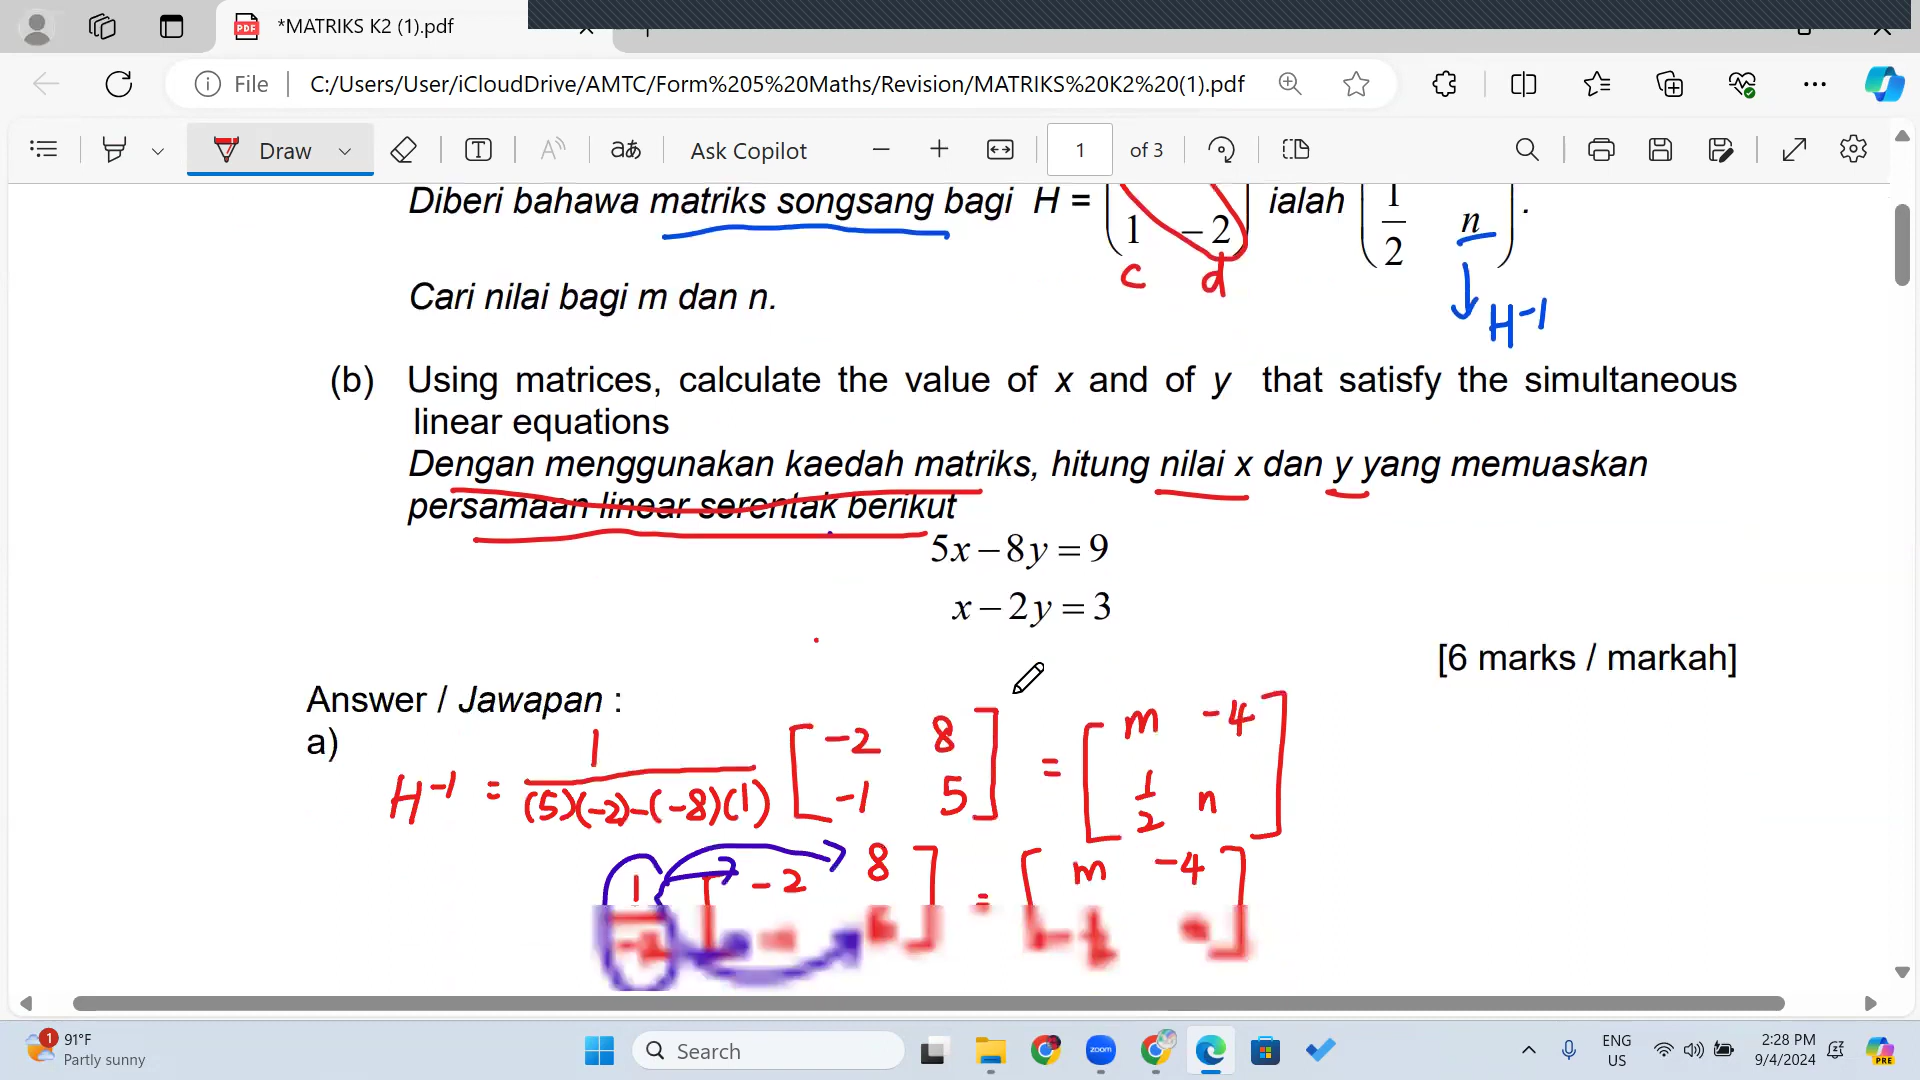 *MATRIKS K2 (1).pdf
File C:/Users/User/iCloudDrive/AMTC/Form%205%20Maths/Revision/MATRIKS%20K2%20(1).pdf
Draw Ask Copilot 1 of 3
Diberi bahawa matriks songsang bagi H = ( 1 −2 ) ialah ( 1/2 n ) .
c d
H⁻¹
Cari nilai bagi m dan n.
(b) Using matrices, calculate the value of x and of y that satisfy the simultaneous
linear equations
Dengan menggunakan kaedah matriks, hitung nilai x dan y yang memuaskan
persamaan linear serentak berikut
5x − 8y = 9
x − 2y = 3
[6 marks / markah]
Answer / Jawapan :
a)
H⁻¹ = 1/((5)(-2)-(-8)(1)) [ -2 8 -1 5 ] = [ m -4 1/2 n ]
1 [ -2 8 ] = [ m -4 ]
1 91°F
Partly sunny
Search
zoom
ENG
US
2:28 PM
9/4/2024
PRE